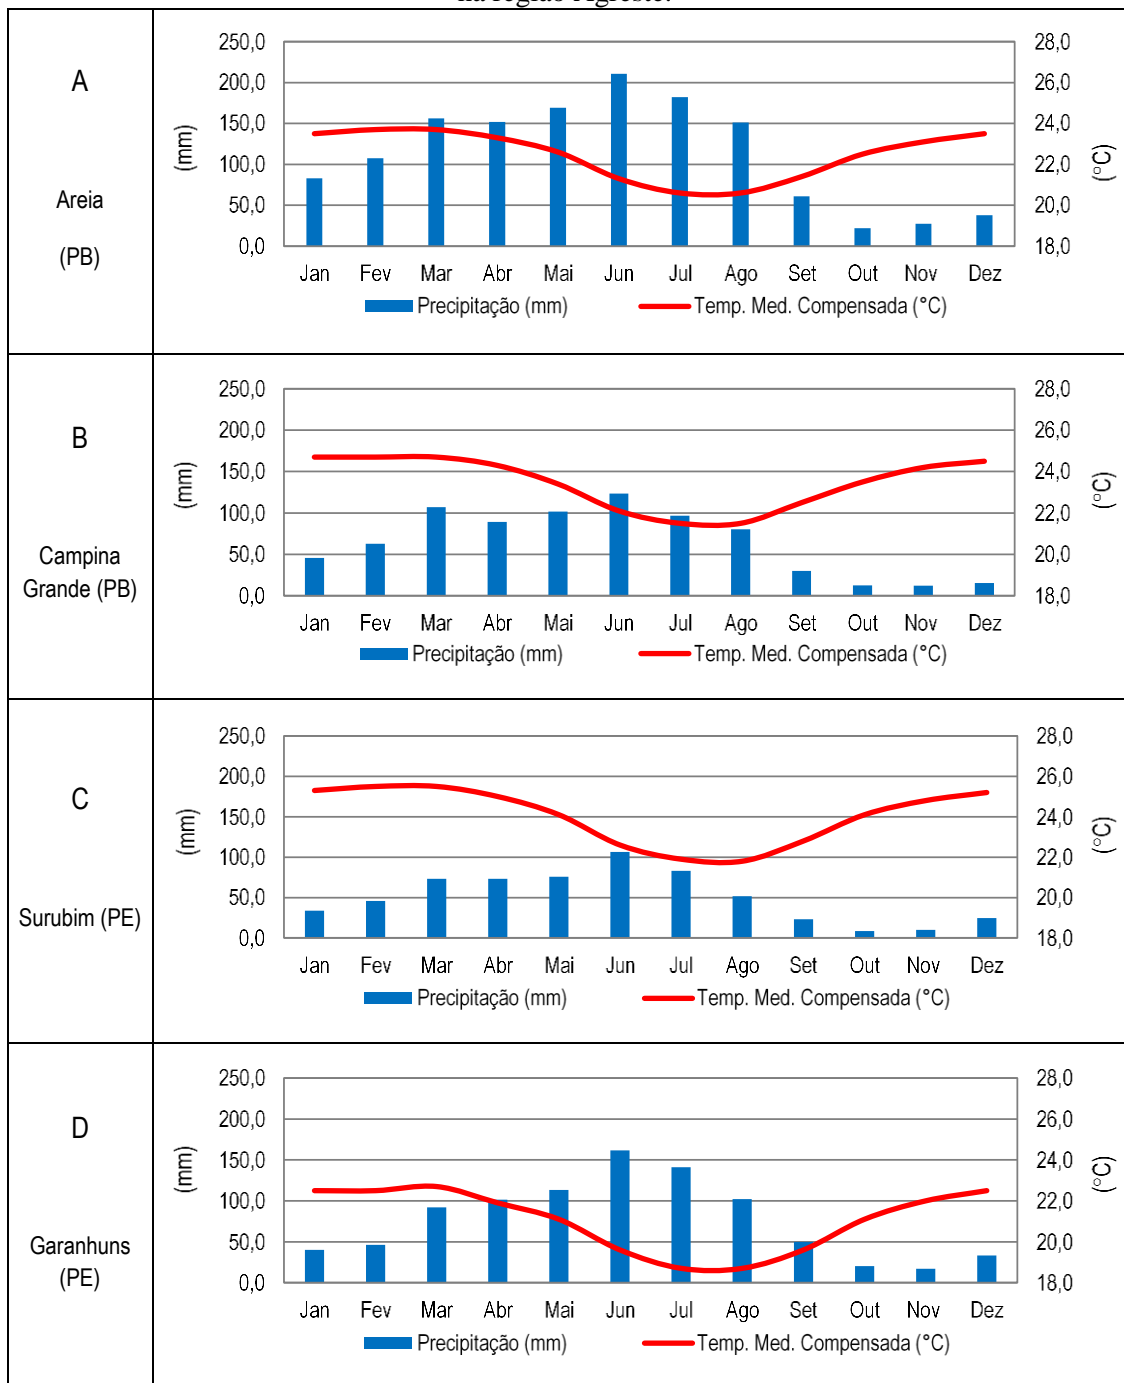 na região Agreste.
A
Areia
(PB)
250,0
200,0
150,0
100,0
50,0
0,0
(mm)
28,0
26,0
24,0
22,0
20,0
18,0
(°C)
Jan Fev Mar Abr Mai Jun Jul Ago Set Out Nov Dez
Precipitação (mm) Temp. Med. Compensada (°C)
B
Campina
Grande (PB)
250,0
200,0
150,0
100,0
50,0
0,0
(mm)
28,0
26,0
24,0
22,0
20,0
18,0
(°C)
Jan Fev Mar Abr Mai Jun Jul Ago Set Out Nov Dez
Precipitação (mm) Temp. Med. Compensada (°C)
C
Surubim (PE)
250,0
200,0
150,0
100,0
50,0
0,0
(mm)
28,0
26,0
24,0
22,0
20,0
18,0
(°C)
Jan Fev Mar Abr Mai Jun Jul Ago Set Out Nov Dez
Precipitação (mm) Temp. Med. Compensada (°C)
D
Garanhuns
(PE)
250,0
200,0
150,0
100,0
50,0
0,0
(mm)
28,0
26,0
24,0
22,0
20,0
18,0
(°C)
Jan Fev Mar Abr Mai Jun Jul Ago Set Out Nov Dez
Precipitação (mm) Temp. Med. Compensada (°C)